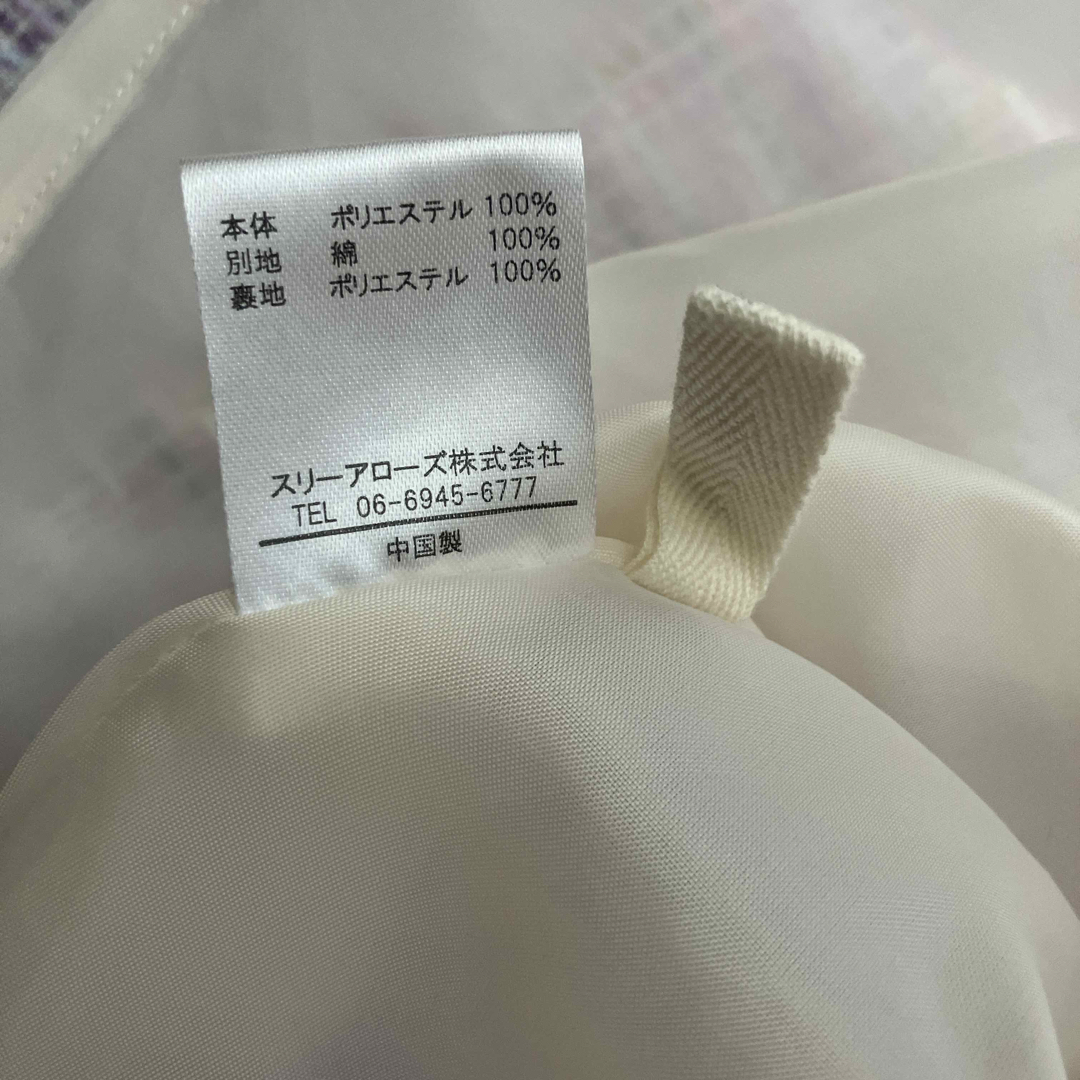 本体 ポリエステル 100%
別地 綿 100%
裏地 ポリエステル 100%
スリーアローズ株式会社
TEL 06-6945-6777
中国製